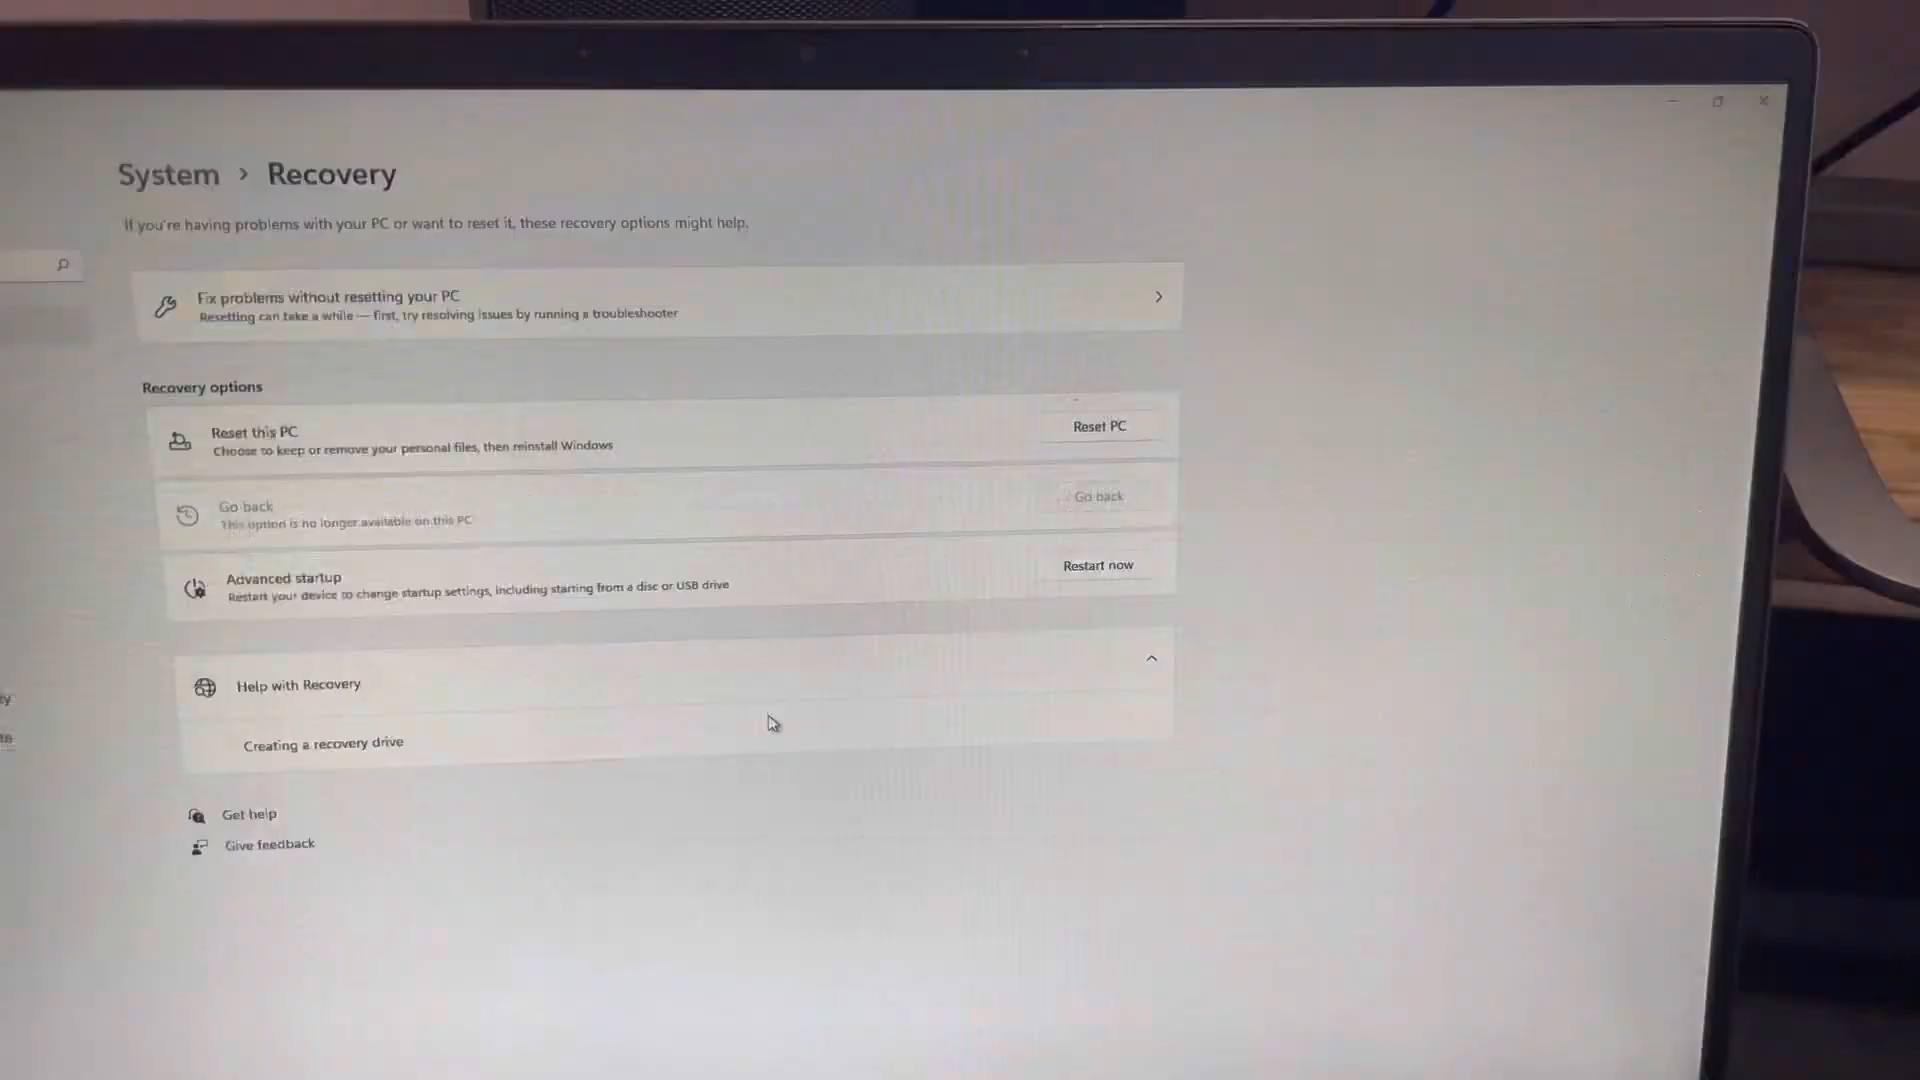 System > Recovery
If you're having problems with your PC or want to reset it, these recovery options might help.
Fix problems without resetting your PC
Resetting can take a while — first, try resolving issues by running a troubleshooter
Recovery options
Reset this PC
Choose to keep or remove your personal files, then reinstall Windows
Reset PC
Go back
This option is no longer available on this PC
Go back
Advanced startup
Restart your device to change startup settings, including starting from a disc or USB drive
Restart now
Help with Recovery
Creating a recovery drive
Get help
Give feedback